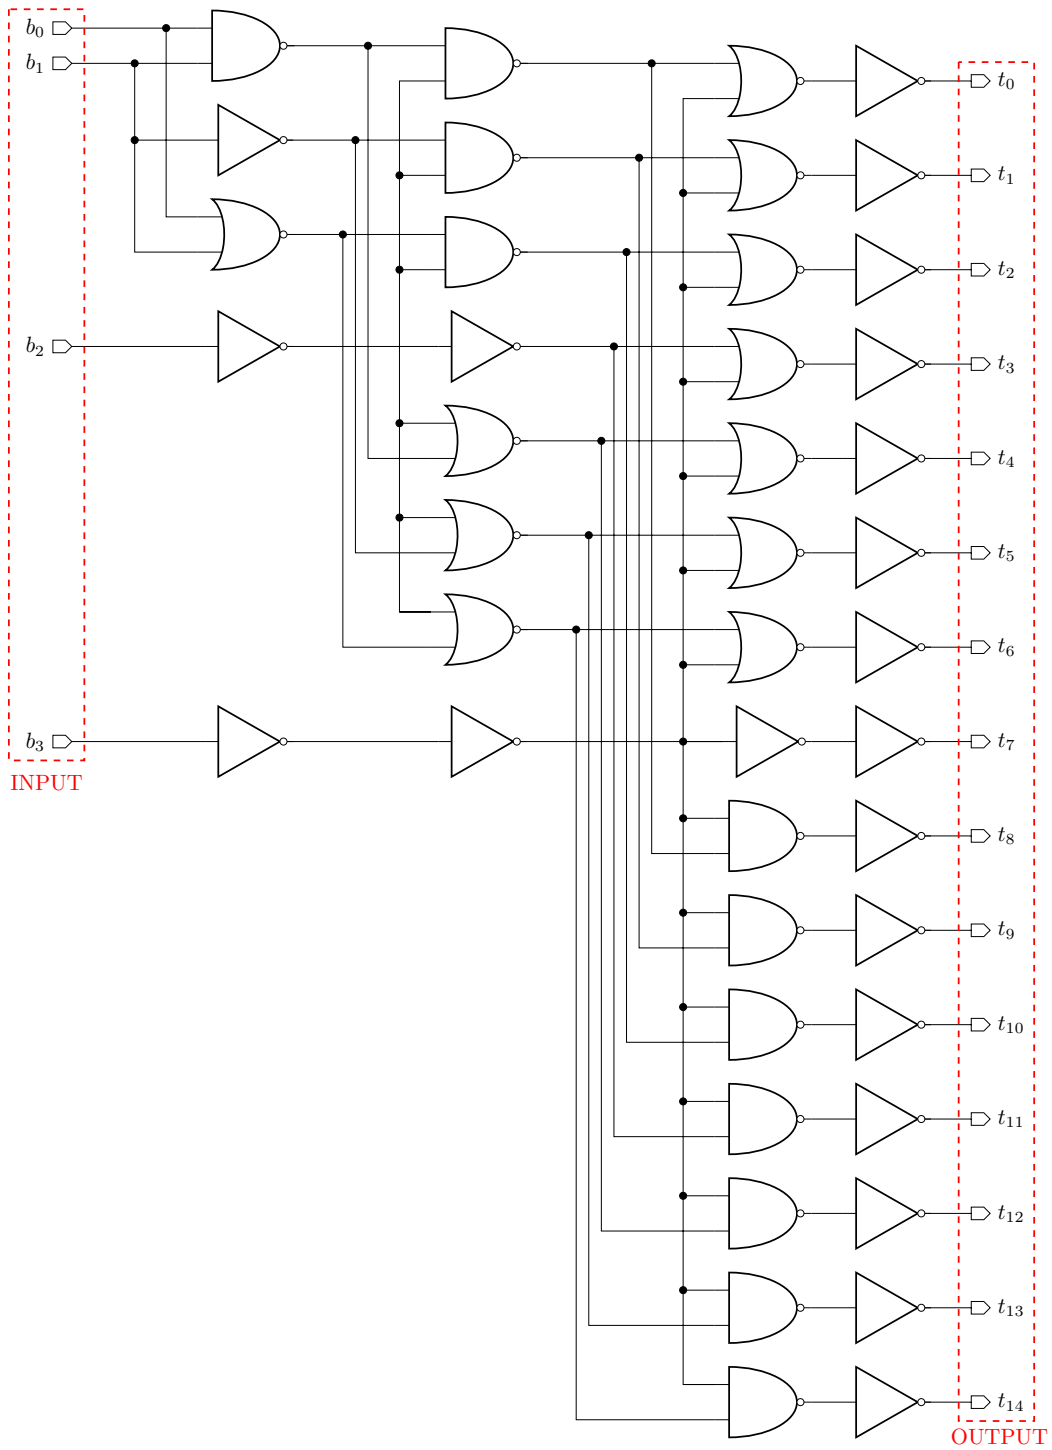 b₀
b₁
t₀
t₁
t₂
b₂
t₃
t₄
t₅
t₆
b₃
t₇
INPUT
t₈
t₉
t₁₀
t₁₁
t₁₂
t₁₃
t₁₄
OUTPUT